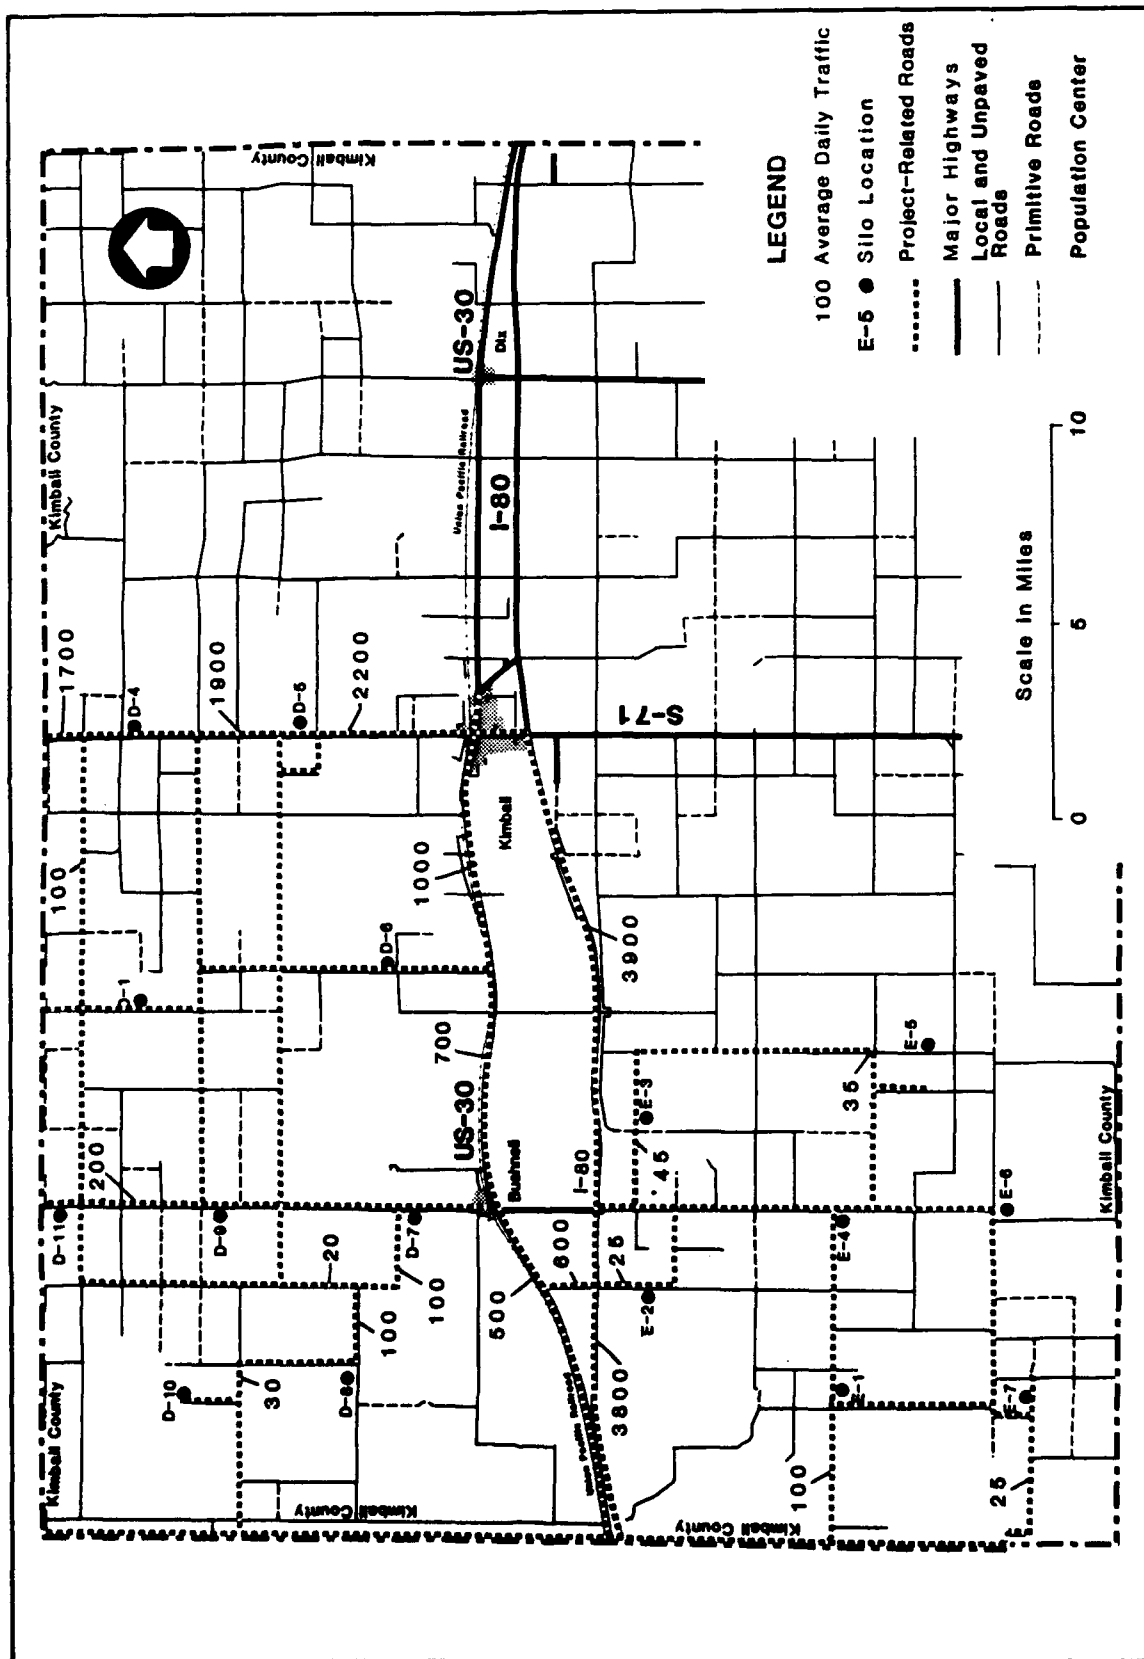 Kimball County
Kimball County
1700
D-4
1900
D-5
2200
US-30
Dix
Union Pacific Railroad
I-80
S-71
Kimball
1000
100
D-6
3900
700
US-30
Bushnell
I-80
200
D-11
D-9
D-7
20
100
100
500
600
25
E-2
E-3
45
35
E-5
E-4
E-6
Kimball County
D-10
30
D-8
Kimball County
Kimball County
Union Pacific Railroad
3800
Kimball County
100
E-1
E-7
25
LEGEND
100 Average Daily Traffic
E-5 Silo Location
Project-Related Roads
Major Highways
Local and Unpaved
Roads
Primitive Roads
Population Center
0 5 10
Scale in Miles